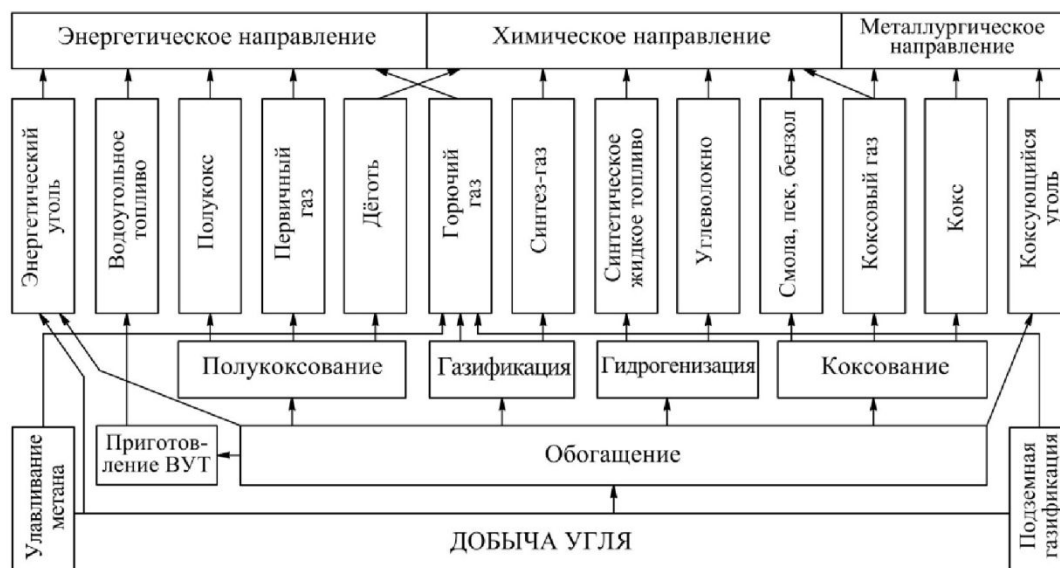 Энергетическое направление
Химическое направление
Металлургическое
направление
Энергетический
уголь
Водоугольное
топливо
Полукокс
Первичный
газ
Дёготь
Горючий
газ
Синтез-газ
Синтетическое
жидкое топливо
Углеволокно
Смола, пек, бензол
Коксовый газ
Кокс
Коксующийся
уголь
Полукоксование
Газификация
Гидрогенизация
Коксование
Улавливание
метана
Приготов-
ление ВУТ
Обогащение
Подземная
газификация
ДОБЫЧА УГЛЯ